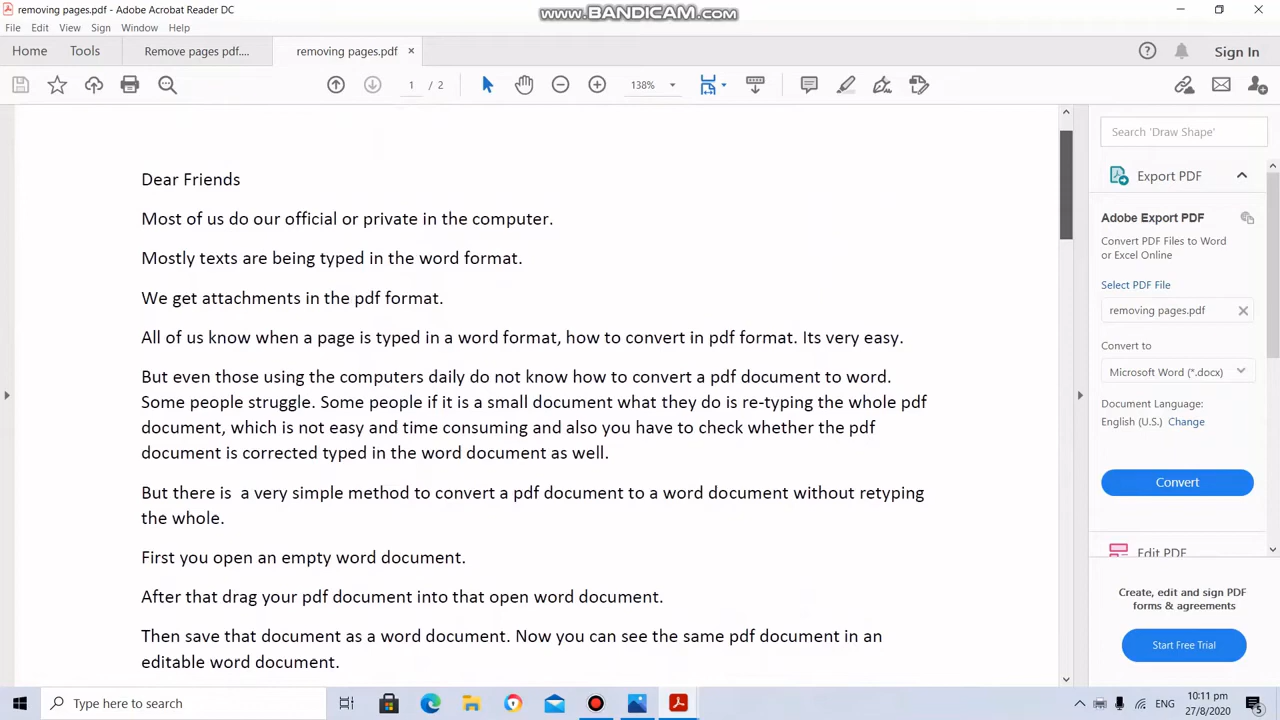 removing pages.pdf - Adobe Acrobat Reader DC
www.BANDICAM.com
File Edit View Sign Window Help
Home Tools Remove pages pdf.... removing pages.pdf × Sign In
1 / 2 138%
Search 'Draw Shape'
Export PDF
Adobe Export PDF
Convert PDF Files to Word
or Excel Online
Select PDF File
removing pages.pdf
Convert to
Microsoft Word (*.docx)
Document Language:
English (U.S.) Change
Convert
Edit PDF
Create, edit and sign PDF
forms & agreements
Start Free Trial
Dear Friends
Most of us do our official or private in the computer.
Mostly texts are being typed in the word format.
We get attachments in the pdf format.
All of us know when a page is typed in a word format, how to convert in pdf format. Its very easy.
But even those using the computers daily do not know how to convert a pdf document to word.
Some people struggle. Some people if it is a small document what they do is re-typing the whole pdf
document, which is not easy and time consuming and also you have to check whether the pdf
document is corrected typed in the word document as well.
But there is  a very simple method to convert a pdf document to a word document without retyping
the whole.
First you open an empty word document.
After that drag your pdf document into that open word document.
Then save that document as a word document. Now you can see the same pdf document in an
editable word document.
Type here to search
ENG
10:11 pm
27/8/2020
5